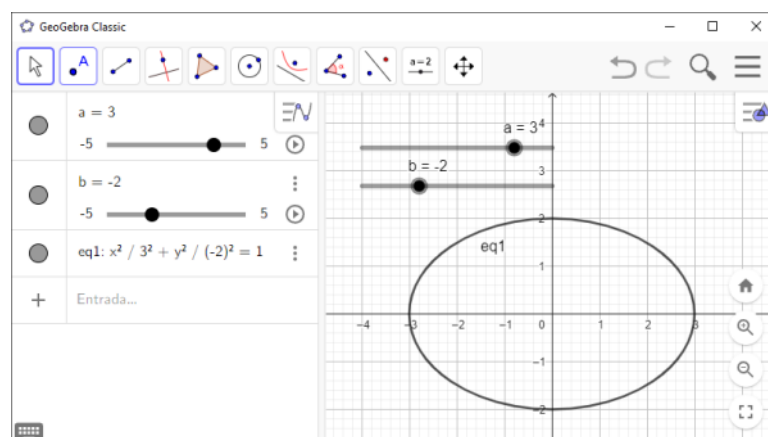 GeoGebra Classic
A
a=2
a = 3
-5
5
b = -2
-5
5
eq1: x² / 3² + y² / (-2)² = 1
Entrada...
a = 3
b = -2
eq1
4
3
2
1
-4
-3
-2
-1
0
1
2
3
-1
-2